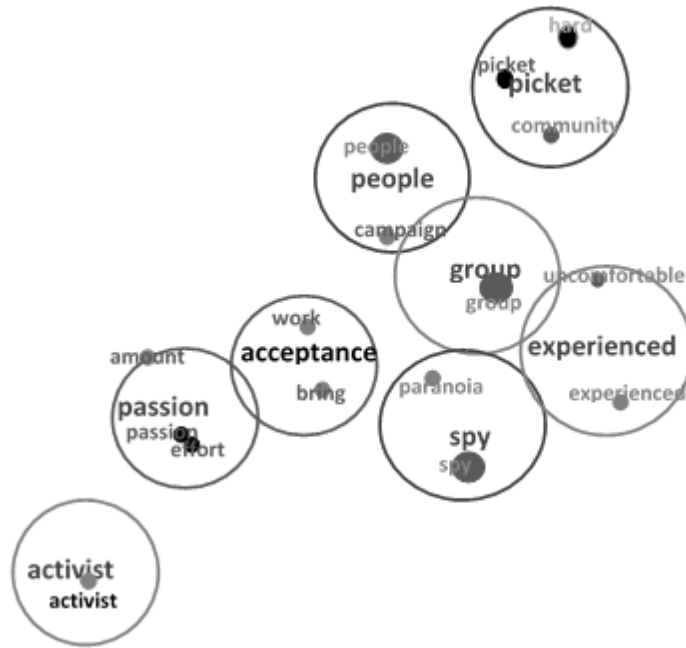 hard
picket
picket
community
people
people
campaign
group
group
uncomfortable
experienced
experienced
work
acceptance
bring
amount
passion
passion
effort
paranoia
spy
spy
activist
activist